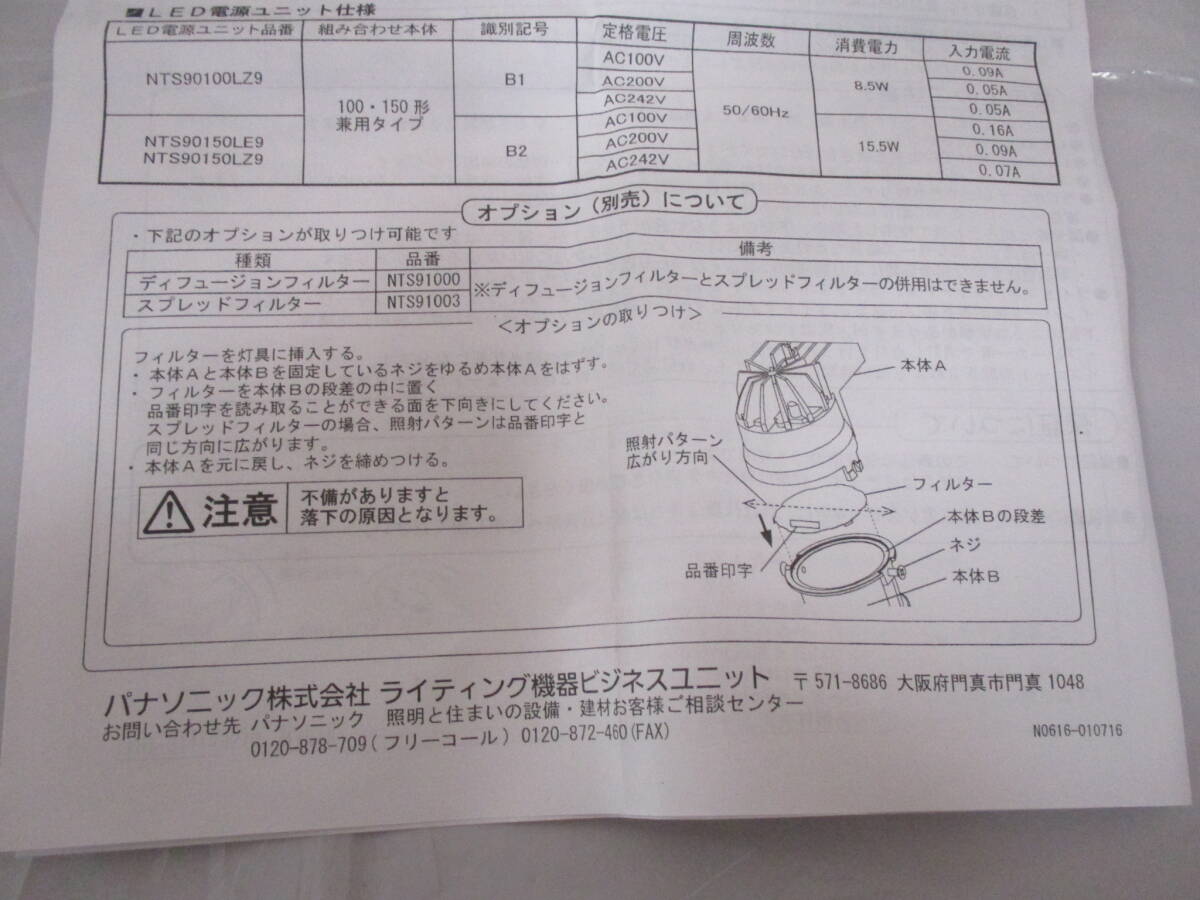 LED電源ユニット仕様
LED電源ユニット品番 組み合わせ本体 識別記号 定格電圧 周波数 消費電力 入力電流
NTS90100LZ9 100・150形 兼用タイプ B1 AC100V 50/60Hz 8.5W 0.09A
AC200V 0.05A
AC242V 0.05A
NTS90150LE9 NTS90150LZ9 B2 AC100V 15.5W 0.16A
AC200V 0.09A
AC242V 0.07A
オプション(別売)について
・下記のオプションが取りつけ可能です
種類 品番 備考
ディフュージョンフィルター NTS91000 ※ディフュージョンフィルターとスプレッドフィルターの併用はできません。
スプレッドフィルター NTS91003
<オプションの取りつけ>
フィルターを灯具に挿入する。
・本体Aと本体Bを固定しているネジをゆるめ本体Aをはずす。
・フィルターを本体Bの段差の中に置く
品番印字を読み取ることができる面を下向きにしてください。
スプレッドフィルターの場合、照射パターンは品番印字と
同じ方向に広がります。
・本体Aを元に戻し、ネジを締めつける。
注意 不備がありますと
落下の原因となります。
本体A
照射パターン
広がり方向
フィルター
本体Bの段差
ネジ
品番印字
本体B
パナソニック株式会社 ライティング機器ビジネスユニット 〒571-8686 大阪府門真市門真1048
お問い合わせ先 パナソニック 照明と住まいの設備・建材お客様ご相談センター
0120-878-709(フリーコール) 0120-872-460(FAX)
N0616-010716